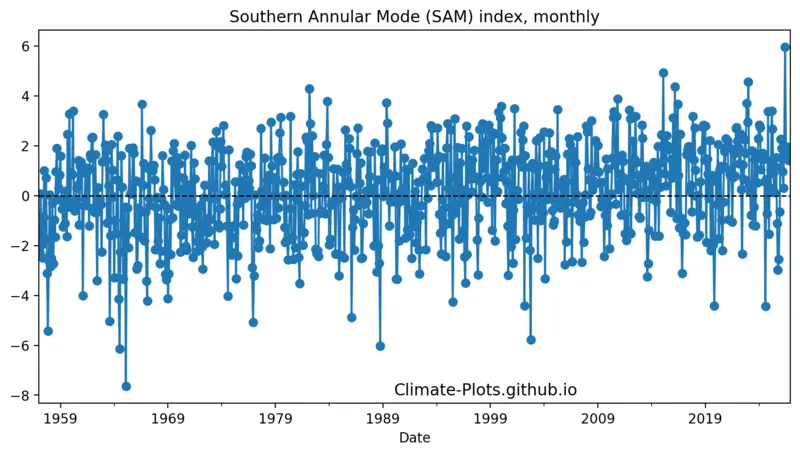 Southern Annular Mode (SAM) index, monthly
6
4
2
0
−2
−4
−6
−8
Climate-Plots.github.io
1959 1969 1979 1989 1999 2009 2019
Date